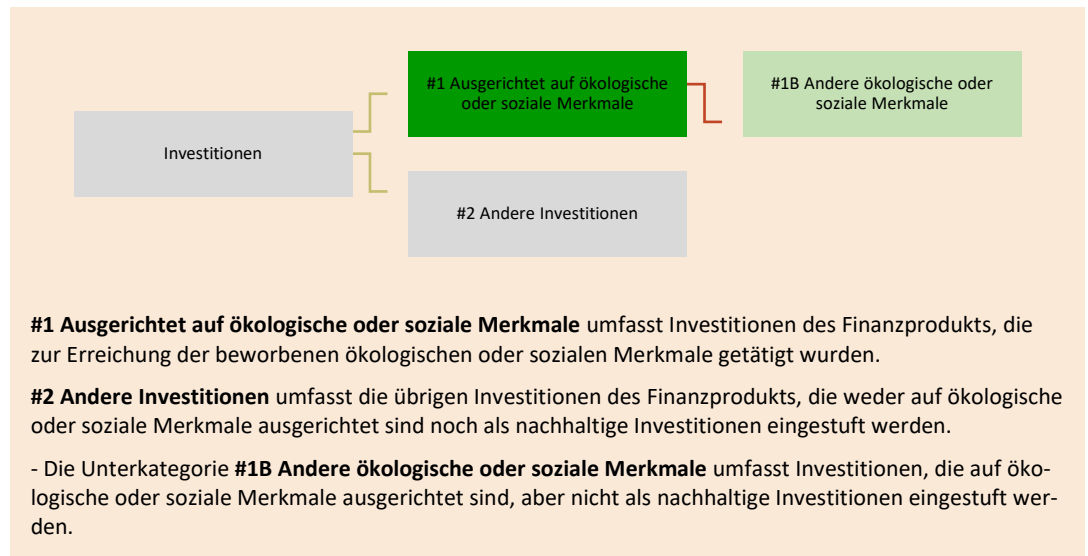 #1 Ausgerichtet auf ökologische
oder soziale Merkmale
#1B Andere ökologische oder
soziale Merkmale
Investitionen
#2 Andere Investitionen
#1 Ausgerichtet auf ökologische oder soziale Merkmale umfasst Investitionen des Finanzprodukts, die
zur Erreichung der beworbenen ökologischen oder sozialen Merkmale getätigt wurden.
#2 Andere Investitionen umfasst die übrigen Investitionen des Finanzprodukts, die weder auf ökologische
oder soziale Merkmale ausgerichtet sind noch als nachhaltige Investitionen eingestuft werden.
- Die Unterkategorie #1B Andere ökologische oder soziale Merkmale umfasst Investitionen, die auf öko-
logische oder soziale Merkmale ausgerichtet sind, aber nicht als nachhaltige Investitionen eingestuft wer-
den.